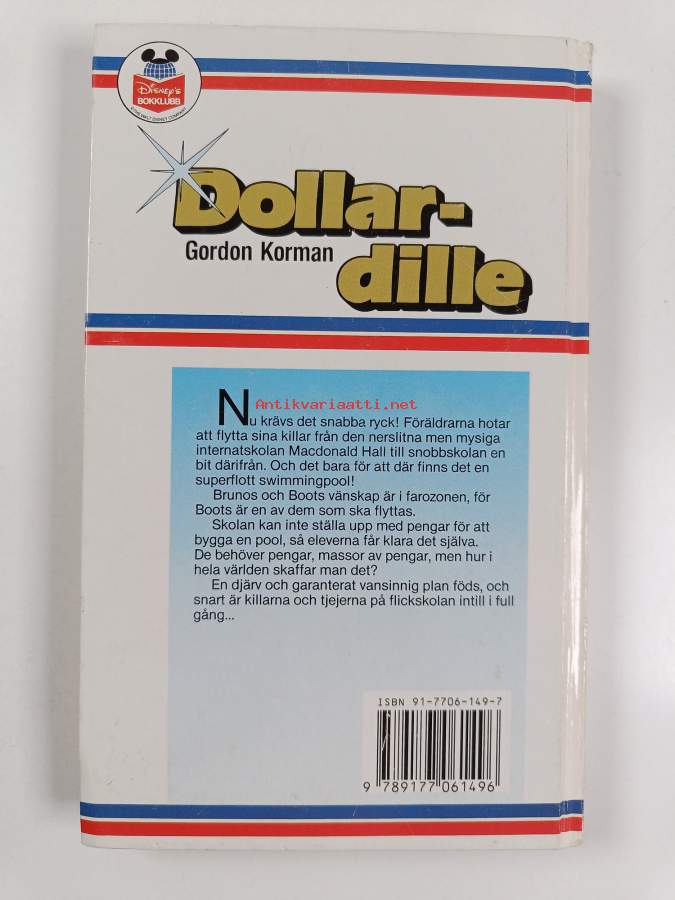 Disney's
BOKKLUBB
© THE WALT DISNEY COMPANY
Dollar-
Gordon Korman
dille
Antikvariaatti.net
Nu krävs det snabba ryck! Föräldrarna hotar
att flytta sina killar från den nerslitna men mysiga
internatskolan Macdonald Hall till snobbskolan en
bit därifrån. Och det bara för att där finns det en
superflott swimmingpool!
Brunos och Boots vänskap är i farozonen, för
Boots är en av dem som ska flyttas.
Skolan kan inte ställa upp med pengar för att
bygga en pool, så eleverna får klara det själva.
De behöver pengar, massor av pengar, men hur i
hela världen skaffar man det?
En djärv och garanterat vansinnig plan föds, och
snart är killarna och tjejerna på flickskolan intill i full
gång...
ISBN 91-7706-149-7
9 789177 061496